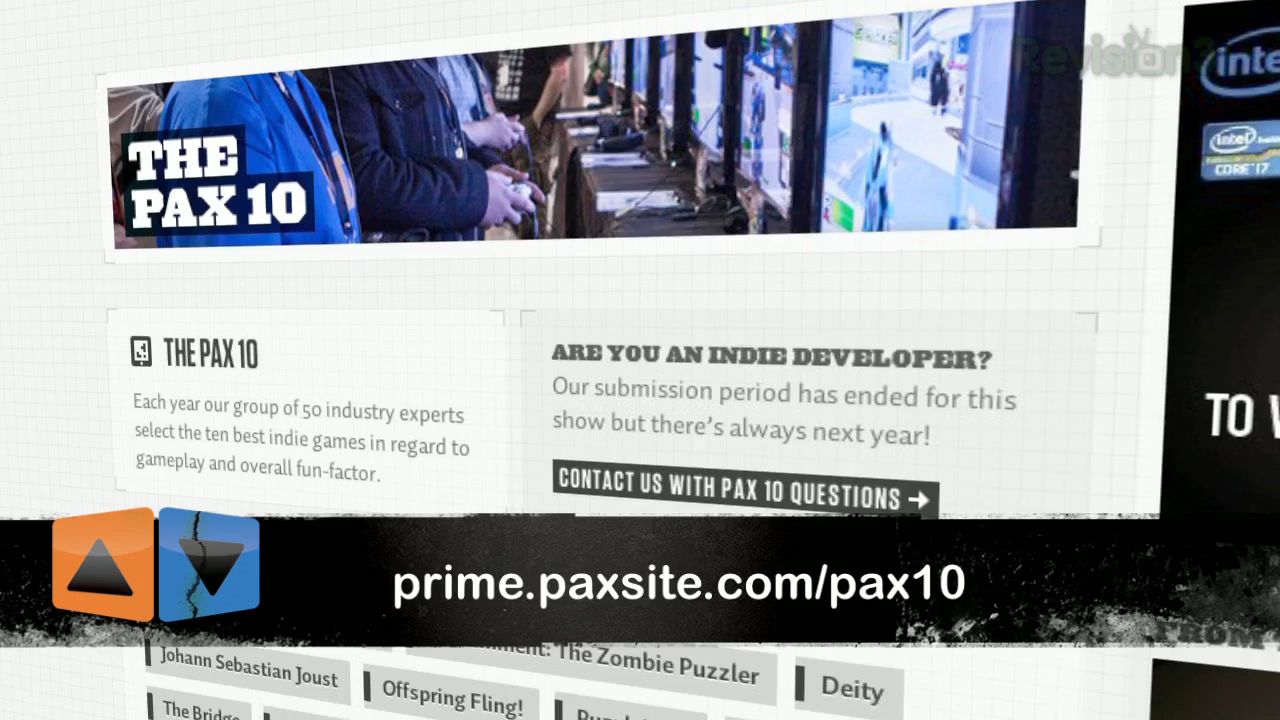 Revision3
THE
PAX 10
intel
CORE i7
THE PAX 10
Each year our group of 50 industry experts
select the ten best indie games in regard to
gameplay and overall fun-factor.
ARE YOU AN INDIE DEVELOPER?
Our submission period has ended for this
show but there's always next year!
CONTACT US WITH PAX 10 QUESTIONS
TO
prime.paxsite.com/pax10
FROM
Johann Sebastian Joust
The Zombie Puzzler
Deity
Offspring Fling!
The Bridge